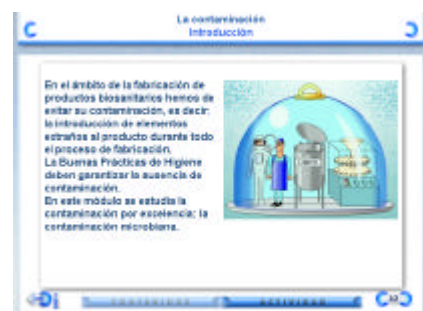 La contaminación
Introducción
En el ámbito de la fabricación de
productos biosanitarios hemos de
evitar su contaminación, es decir:
la introducción de elementos
extraños al producto durante todo
el proceso de fabricación.
La Buenas Prácticas de Higiene
deben garantizar la ausencia de
contaminación.
En este módulo se estudia la
contaminación por excelencia: la
contaminación microbiana.
CONTENIDOS
ACTIVIDAD